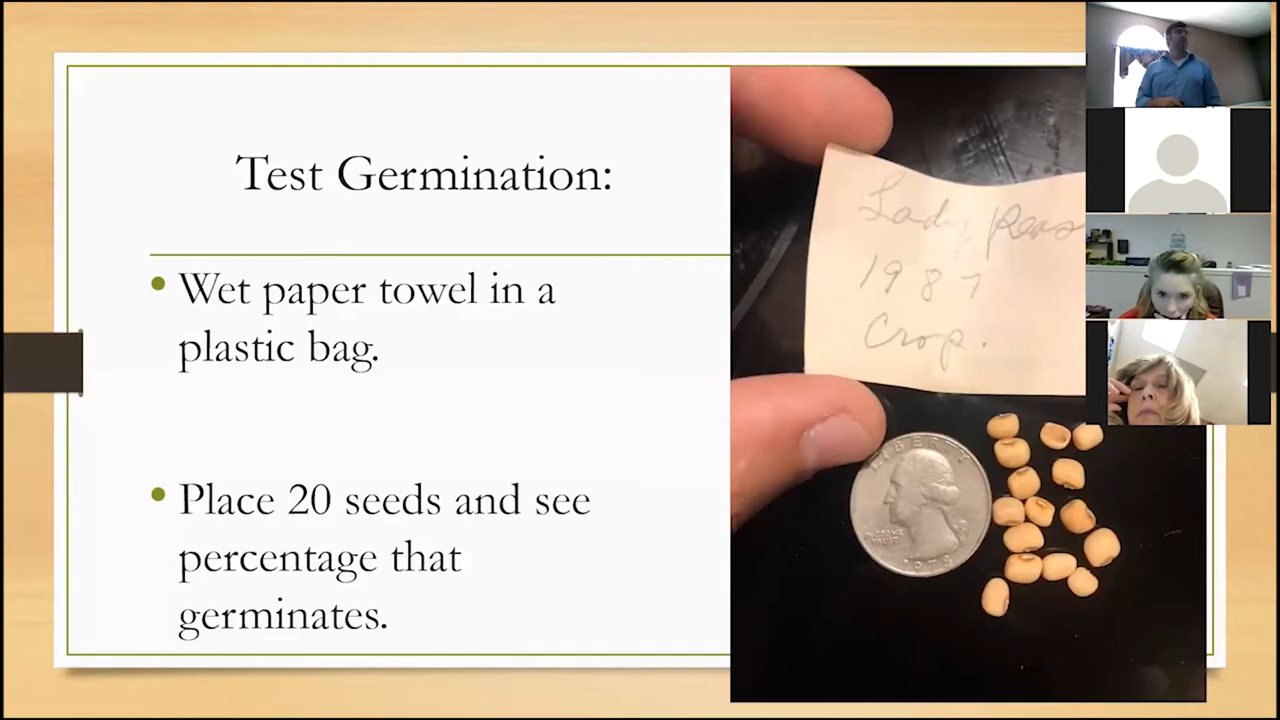 Test Germination:
• Wet paper towel in a
plastic bag.
• Place 20 seeds and see
percentage that
germinates.
Lady Peas
1987
Crop.
LIBERTY